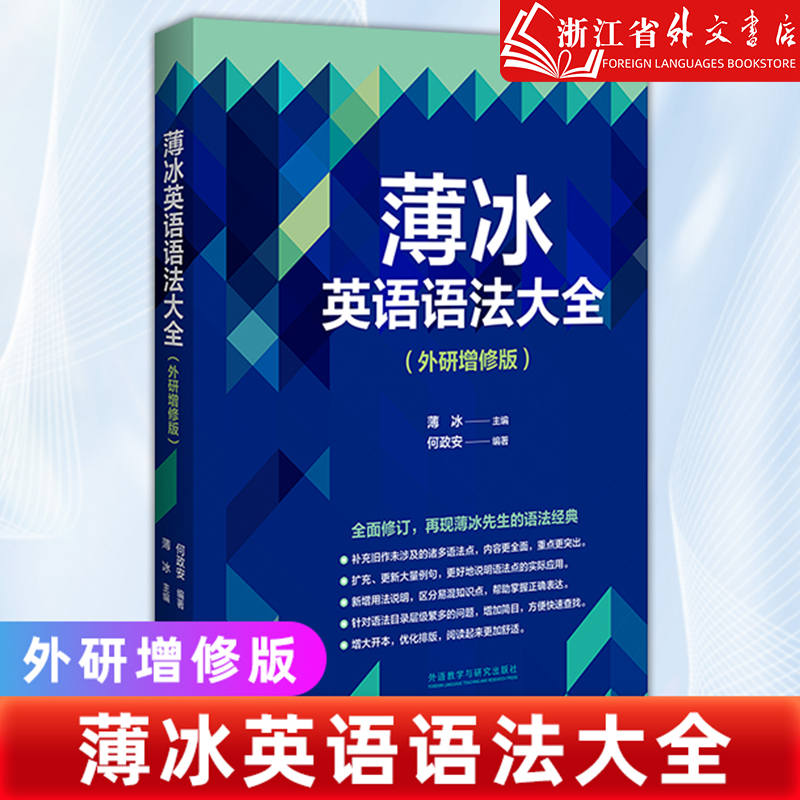 浙江省外文书店
FOREIGN LANGUAGES BOOKSTORE
薄冰
英语语法大全
(外研增修版)
薄 冰——主编
何政安——编著
全面修订，再现薄冰先生的语法经典
补充旧作未涉及的诸多语法点，内容更全面，重点更突出。
扩充、更新大量例句，更好地说明语法点的实际应用。
新增用法说明，区分易混知识点，帮助掌握正确表达。
针对语法目录层级繁多的问题，增加简目，方便快速查找。
增大开本，优化排版，阅读起来更加舒适。
外语教学与研究出版社
FOREIGN LANGUAGE TEACHING AND RESEARCH PRESS
薄冰英语语法大全(外研增修版)
薄 冰 主编
何政安 编著
外研增修版
薄冰英语语法大全